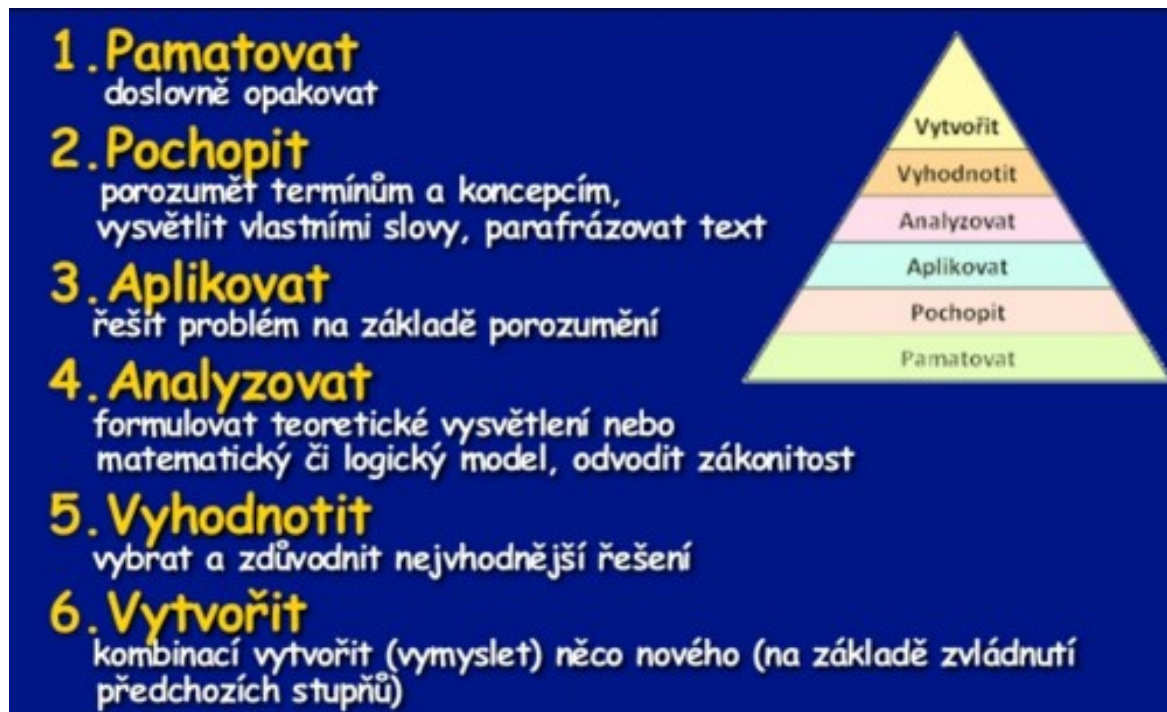 1. Pamatovat
doslovně opakovat
2. Pochopit
porozumět termínům a koncepcím,
vysvětlit vlastními slovy, parafrázovat text
3. Aplikovat
řešit problém na základě porozumění
4. Analyzovat
formulovat teoretické vysvětlení nebo
matematický či logický model, odvodit zákonitost
5. Vyhodnotit
vybrat a zdůvodnit nejvhodnější řešení
6. Vytvořit
kombinací vytvořit (vymyslet) něco nového (na základě zvládnutí
předchozích stupňů)
Vytvořit
Vyhodnotit
Analyzovat
Aplikovat
Pochopit
Pamatovat